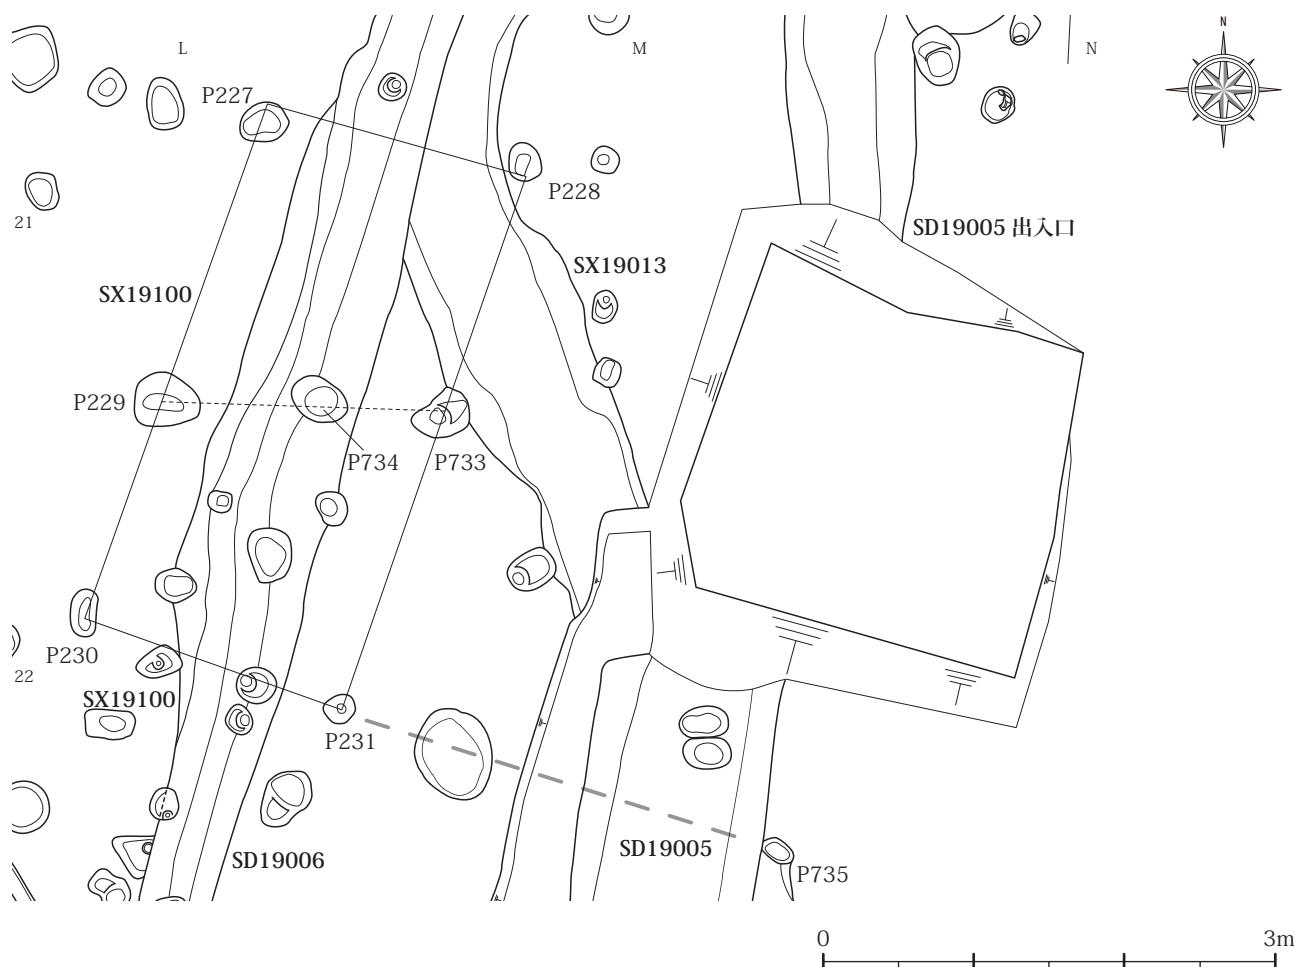 N
L
M
N
P227
P228
21
SD19005 出入口
SX19013
SX19100
P229
P734
P733
P230
22
SX19100
P231
SD19005
SD19006
P735
0
3m